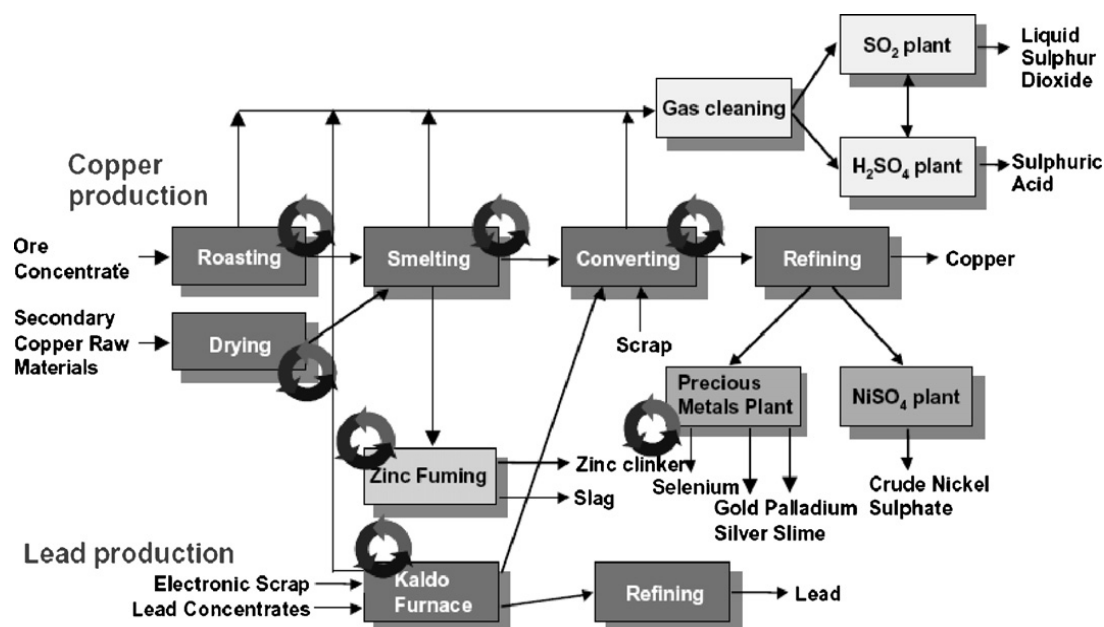 SO₂ plant
Liquid
Sulphur
Dioxide
Gas cleaning
H₂SO₄ plant
Sulphuric
Acid
Copper
production
Ore
Concentrate
Roasting
Smelting
Converting
Refining
Copper
Secondary
Copper Raw
Materials
Drying
Scrap
Precious
Metals Plant
NiSO₄ plant
Zinc Fuming
Zinc clinker
Slag
Selenium
Gold Palladium
Silver Slime
Crude Nickel
Sulphate
Lead production
Electronic Scrap
Lead Concentrates
Kaldo
Furnace
Refining
Lead